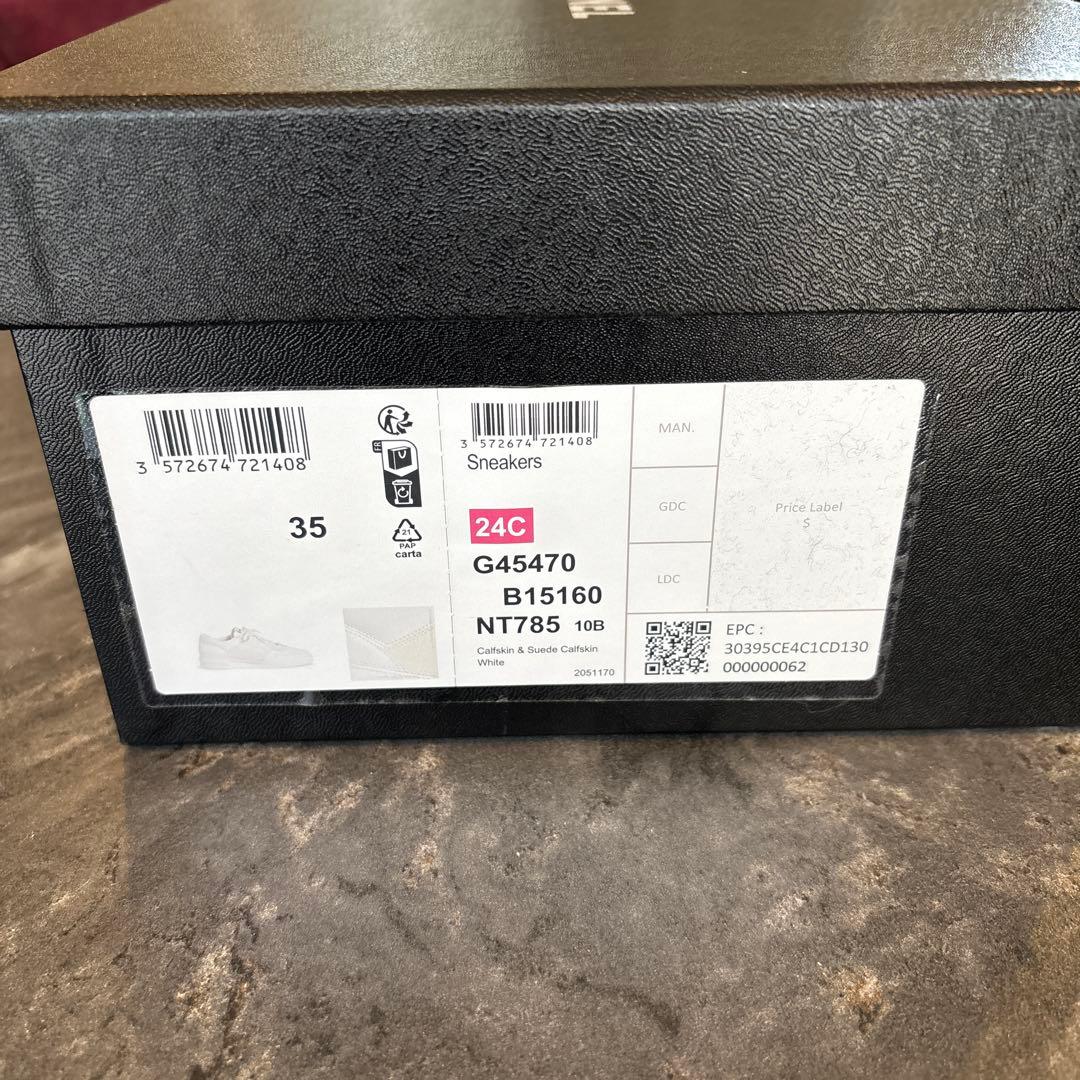 3 572674 721408
35
FR
21
PAP
carta
3 572674 721408
Sneakers
24C
G45470
B15160
NT785 10B
Calfskin & Suede Calfskin
White
2051170
MAN.
GDC
LDC
Price Label
$
EPC :
30395CE4C1CD130
000000062